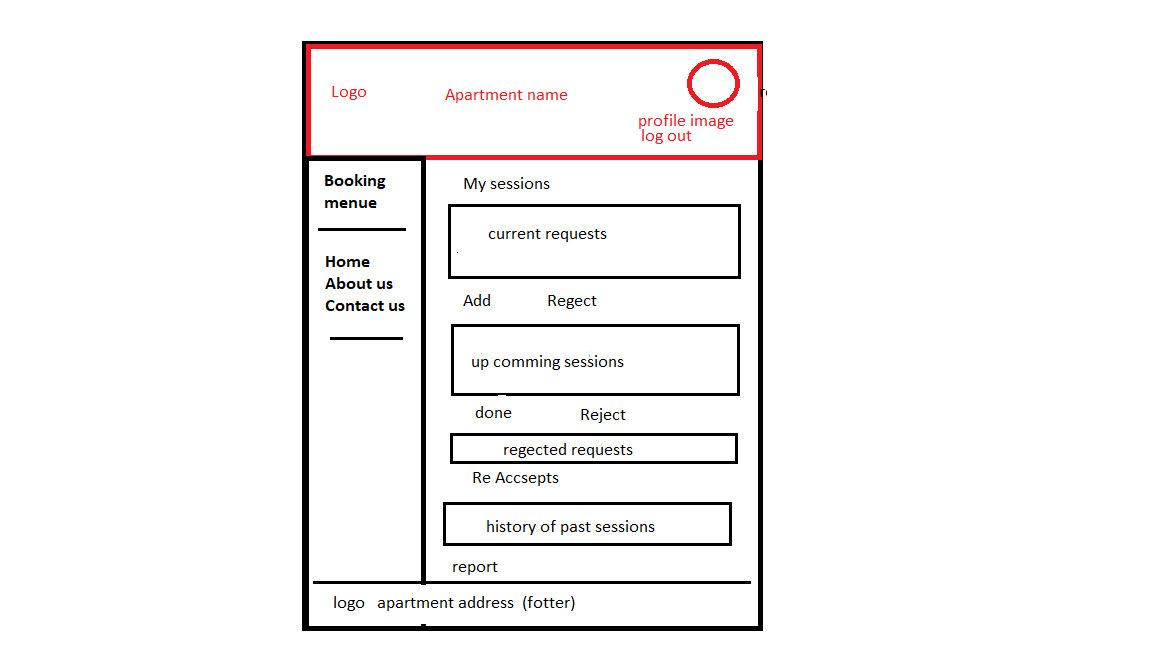 Logo
Apartment name
profile image
log out
Booking
menue
Home
About us
Contact us
My sessions
current requests
Add Regect
up comming sessions
done Reject
regected requests
Re Accsepts
history of past sessions
report
logo apartment address (fotter)